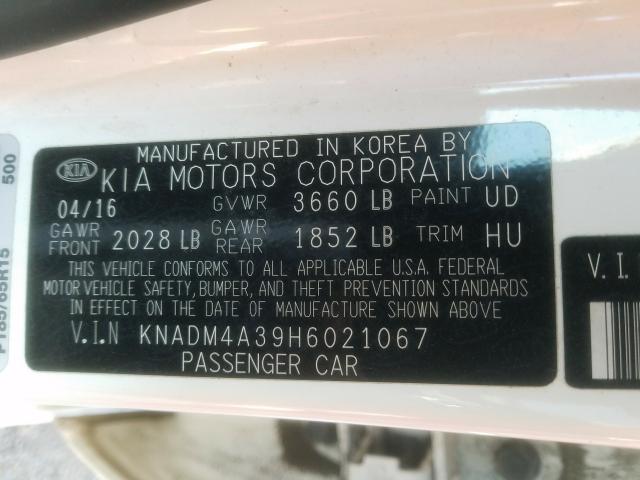 MANUFACTURED IN KOREA BY
KIA KIA MOTORS CORPORATION
04/16 GVWR 3660 LB PAINT UD
GAWR FRONT 2028 LB GAWR REAR 1852 LB TRIM HU
THIS VEHICLE CONFORMS TO ALL APPLICABLE U.S.A. FEDERAL
MOTOR VEHICLE SAFETY, BUMPER, AND THEFT PREVENTION STANDARDS
IN EFFECT ON THE DATE OF MANUFACTURE SHOWN ABOVE
V.I.N KNADM4A39H6021067
PASSENGER CAR
500
V.I.